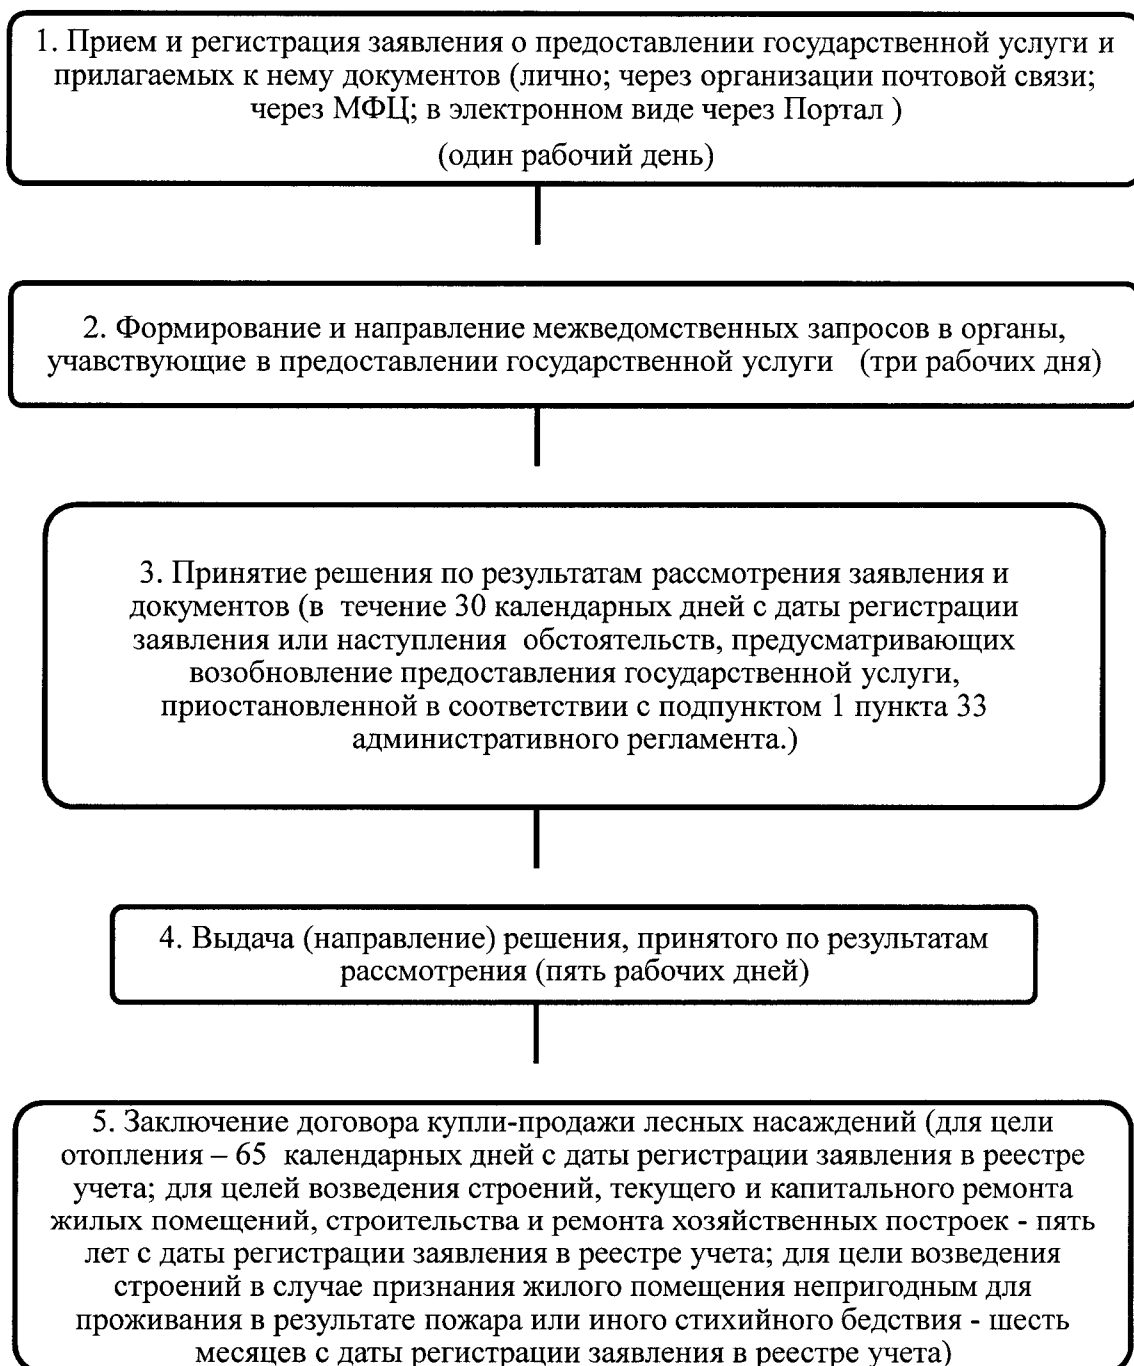 1. Прием и регистрация заявления о предоставлении государственной услуги и
прилагаемых к нему документов (лично; через организации почтовой связи;
через МФЦ; в электронном виде через Портал )
(один рабочий день)
2. Формирование и направление межведомственных запросов в органы,
учавствующие в предоставлении государственной услуги (три рабочих дня)
3. Принятие решения по результатам рассмотрения заявления и
документов (в течение 30 календарных дней с даты регистрации
заявления или наступления обстоятельств, предусматривающих
возобновление предоставления государственной услуги,
приостановленной в соответствии с подпунктом 1 пункта 33
административного регламента.)
4. Выдача (направление) решения, принятого по результатам
рассмотрения (пять рабочих дней)
5. Заключение договора купли-продажи лесных насаждений (для цели
отопления – 65 календарных дней с даты регистрации заявления в реестре
учета; для целей возведения строений, текущего и капитального ремонта
жилых помещений, строительства и ремонта хозяйственных построек - пять
лет с даты регистрации заявления в реестре учета; для цели возведения
строений в случае признания жилого помещения непригодным для
проживания в результате пожара или иного стихийного бедствия - шесть
месяцев с даты регистрации заявления в реестре учета)